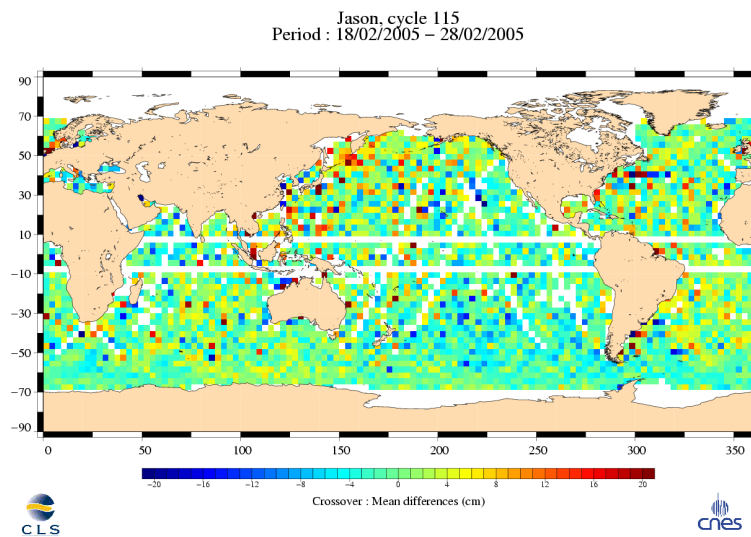 Jason, cycle 115
Period : 18/02/2005 − 28/02/2005
90
70
50
30
10
−10
−30
−50
−70
−90
0 50 100 150 200 250 300 350
−20 −16 −12 −8 −4 0 4 8 12 16 20
Crossover : Mean differences (cm)
CLS
cnes